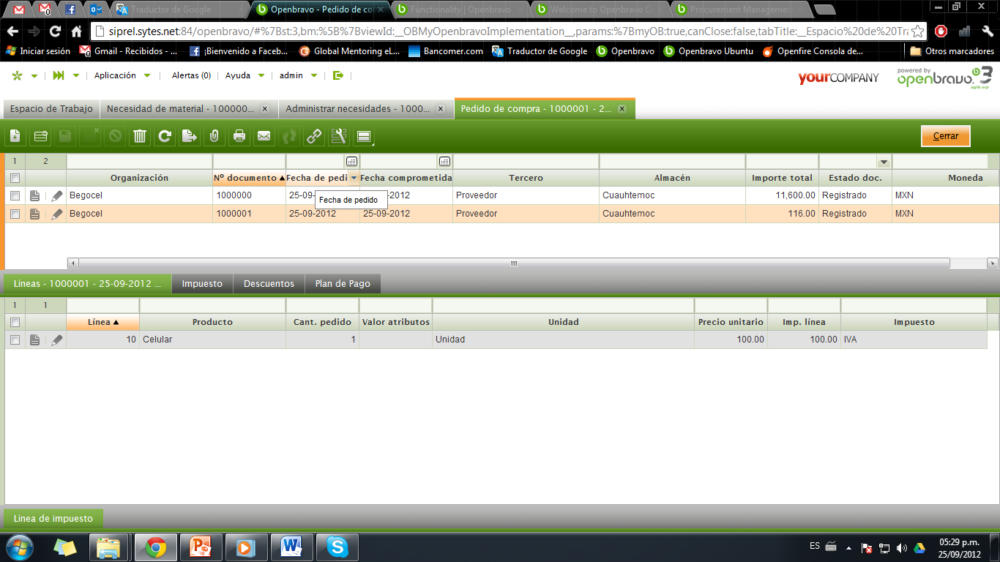 Traductor de Google Openbravo - Pedido de co Functionality | Openbravo Welcome to Openbravo C Procurement Managemen
siprel.sytes.net:84/openbravo/#%7Bst:3,bm:%5B%7BviewId:__OBMyOpenbravoImplementation__,params:%7BmyOB:true,canClose:false,tabTitle:__Espacio%20de%20Tra
Iniciar sesión Gmail - Recibidos - ... ¡Bienvenido a Faceb... Global Mentoring eL... Bancomer.com Traductor de Google Openbravo Openbravo Ubuntu Openfire Consola de... Otros marcadores
Aplicación Alertas (0) Ayuda admin yourCOMPANY powered by openbravo 3 agile erp
Espacio de Trabajo Necesidad de material - 100000... Administrar necesidades - 1000... Pedido de compra - 1000001 - 2...
Cerrar
1 2
Organización Nº documento Fecha de pedi Fecha comprometida Tercero Almacén Importe total Estado doc. Moneda
Begocel 1000000 25-09- -2012 Proveedor Cuauhtemoc 11,600.00 Registrado MXN
Fecha de pedido
Begocel 1000001 25-09-2012 25-09-2012 Proveedor Cuauhtemoc 116.00 Registrado MXN
Líneas - 1000001 - 25-09-2012 ... Impuesto Descuentos Plan de Pago
1 1
Línea Producto Cant. pedido Valor atributos Unidad Precio unitario Imp. línea Impuesto
10 Celular 1 Unidad 100.00 100.00 IVA
Línea de impuesto
ES 05:29 p.m.
25/09/2012